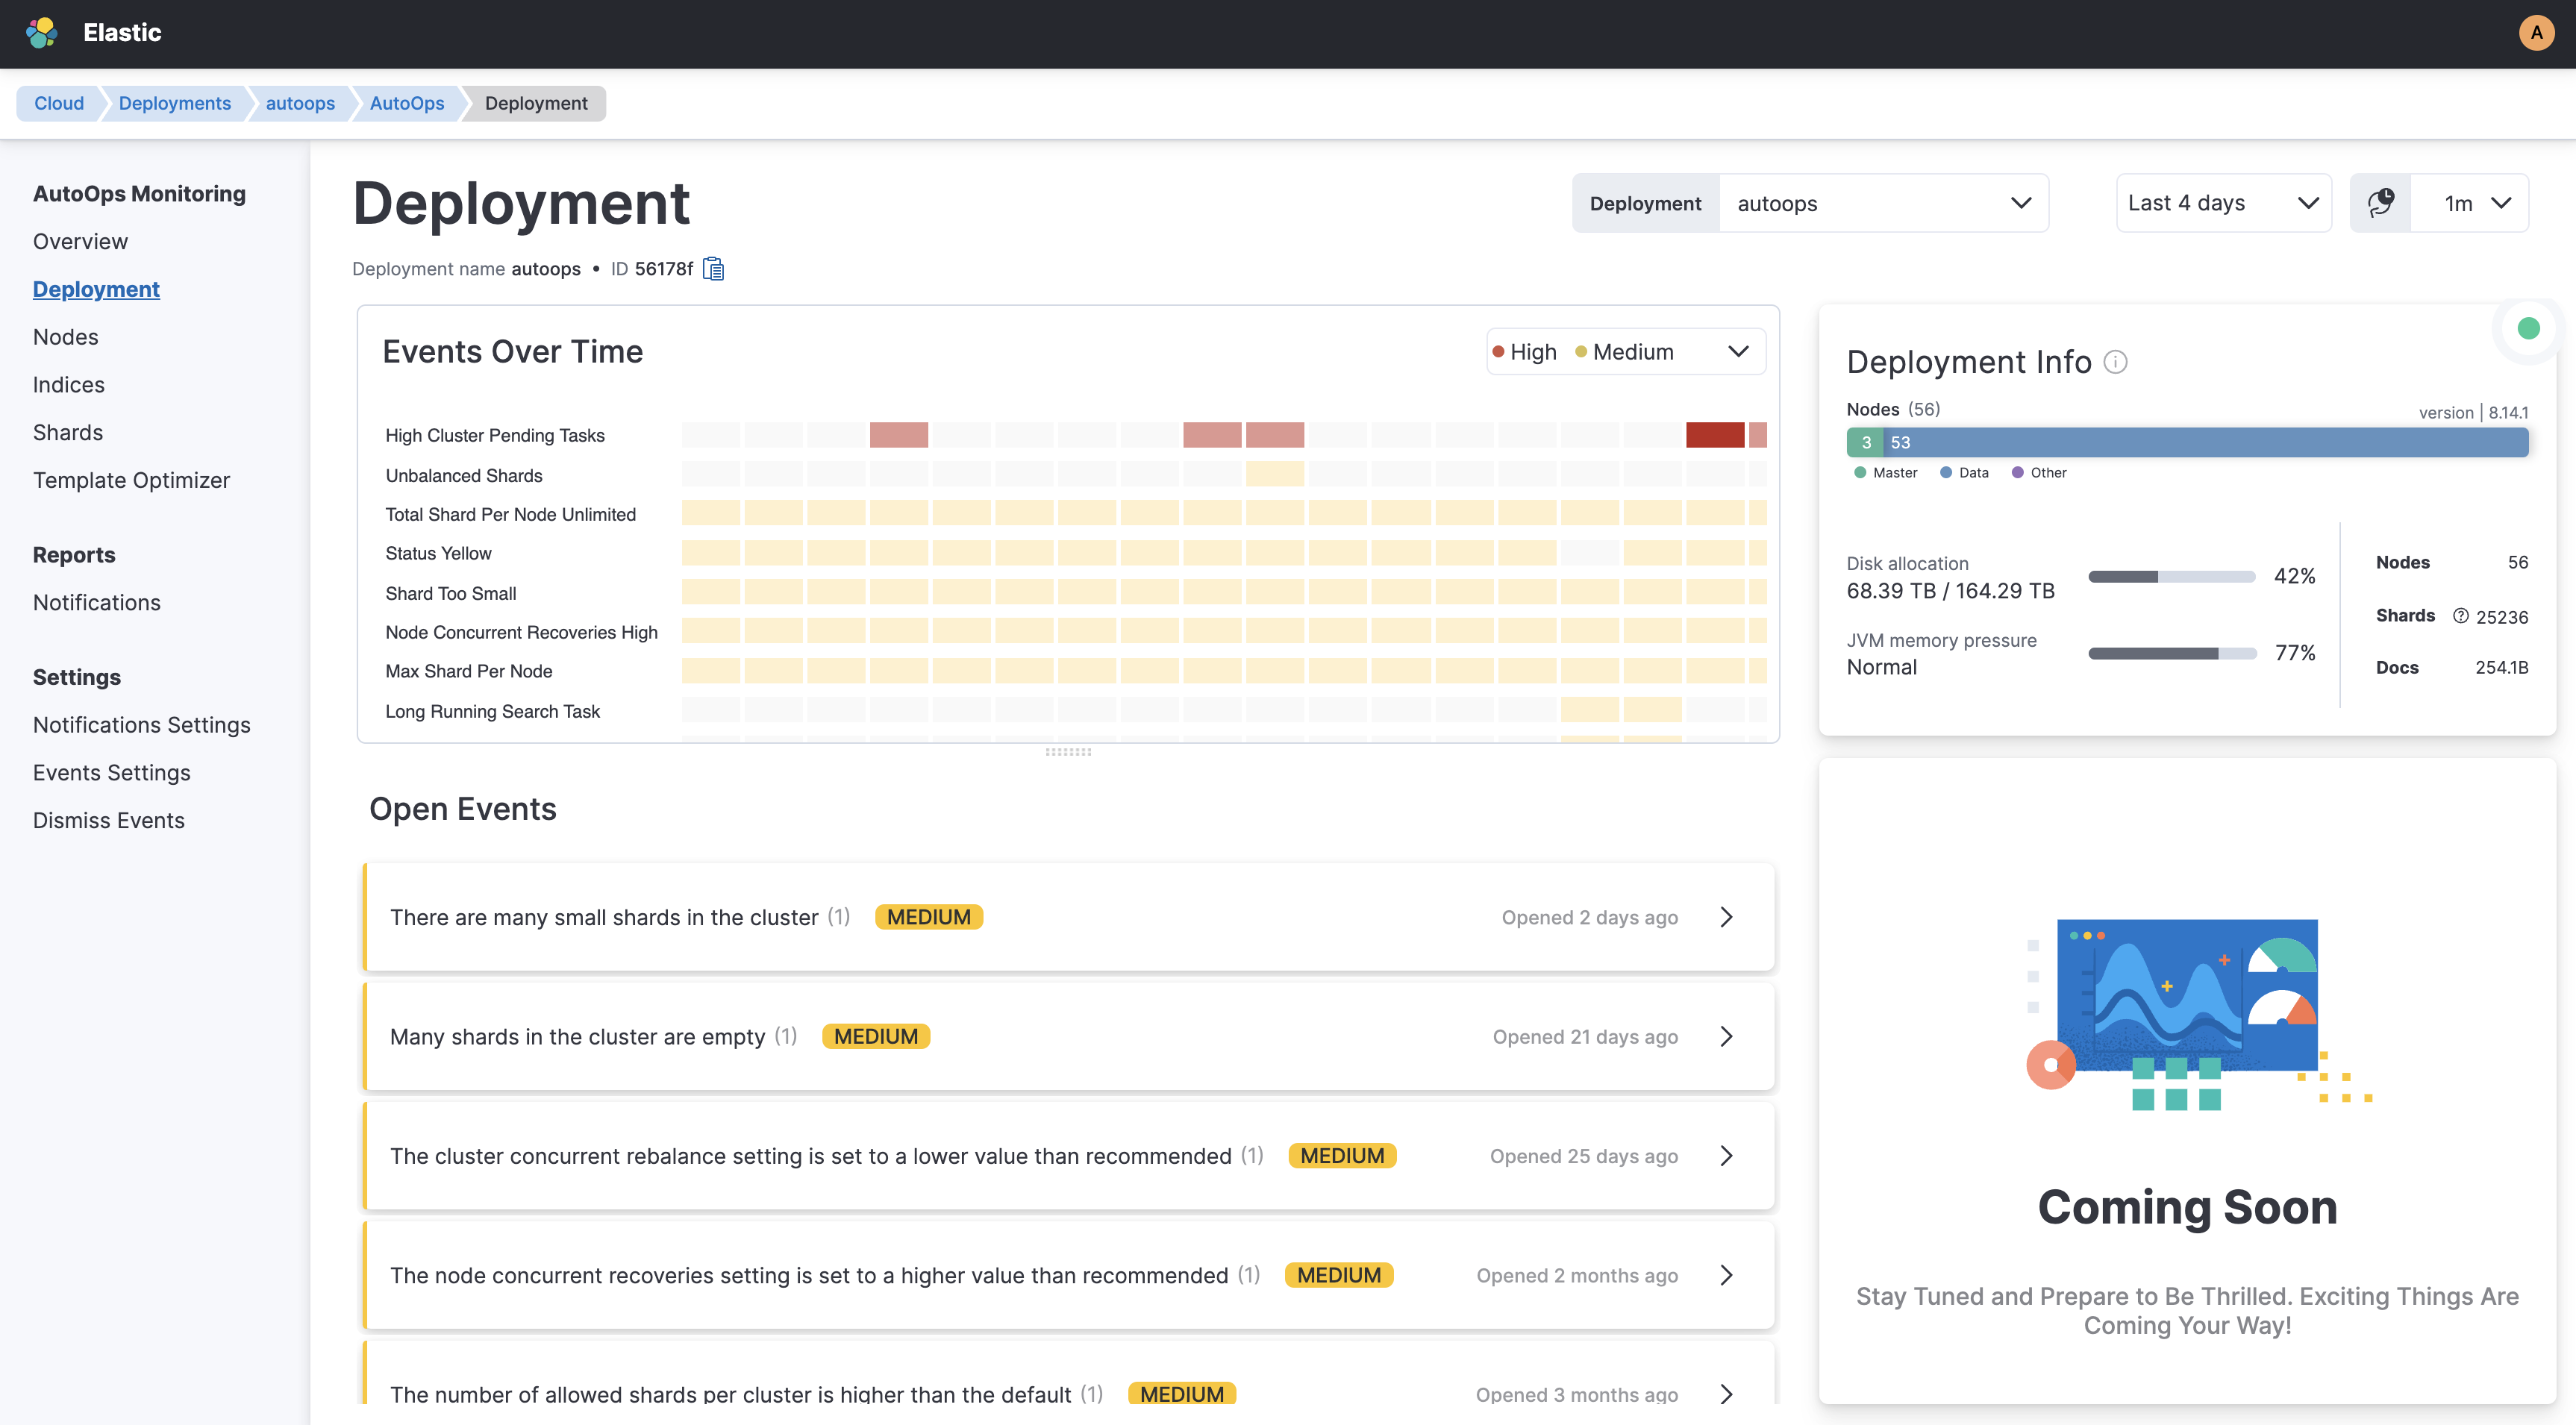 Elastic
A
Cloud
Deployments
autoops
AutoOps
Deployment
AutoOps Monitoring
Overview
Deployment
Nodes
Indices
Shards
Template Optimizer
Reports
Notifications
Settings
Notifications Settings
Events Settings
Dismiss Events
Deployment
Deployment autoops
Last 4 days
1m
Deployment name autoops • ID 56178f
Events Over Time
High Medium
High Cluster Pending Tasks
Unbalanced Shards
Total Shard Per Node Unlimited
Status Yellow
Shard Too Small
Node Concurrent Recoveries High
Max Shard Per Node
Long Running Search Task
Open Events
There are many small shards in the cluster (1) MEDIUM Opened 2 days ago
Many shards in the cluster are empty (1) MEDIUM Opened 21 days ago
The cluster concurrent rebalance setting is set to a lower value than recommended (1) MEDIUM Opened 25 days ago
The node concurrent recoveries setting is set to a higher value than recommended (1) MEDIUM Opened 2 months ago
The number of allowed shards per cluster is higher than the default (1) MEDIUM Opened 3 months ago
Deployment Info
Nodes (56) version | 8.14.1
3 53
Master Data Other
Disk allocation
68.39 TB / 164.29 TB 42%
JVM memory pressure
Normal 77%
Nodes 56
Shards 25236
Docs 254.1B
Coming Soon
Stay Tuned and Prepare to Be Thrilled. Exciting Things Are
Coming Your Way!